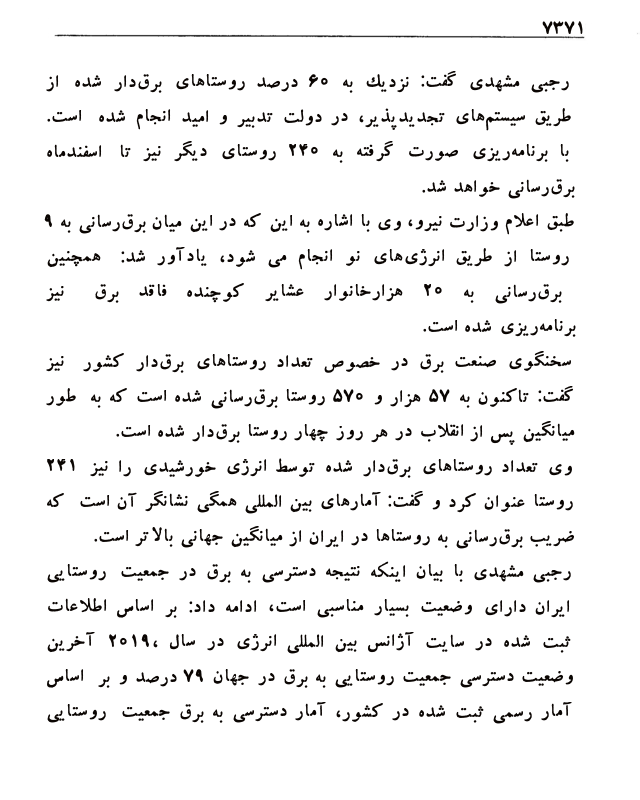 ۷۳۷۱
رجبی مشهدی گفت: نزدیك به ۶۰ درصد روستاهای برق‌دار شده از
طریق سیستم‌های تجدیدپذیر، در دولت تدبیر و امید انجام شده است.
با برنامه‌ریزی صورت گرفته به ۲۴۰ روستای دیگر نیز تا اسفندماه
برق‌رسانی خواهد شد.
طبق اعلام وزارت نیرو، وی با اشاره به این که در این میان برق‌رسانی به ۹
روستا از طریق انرژی‌های نو انجام می شود، یادآور شد: همچنین
برق‌رسانی به ۲۰ هزارخانوار عشایر کوچنده فاقد برق نیز
برنامه‌ریزی شده است.
سخنگوی صنعت برق در خصوص تعداد روستاهای برق‌دار کشور نیز
گفت: تاکنون به ۵۷ هزار و ۵۷۰ روستا برق‌رسانی شده است که به طور
میانگین پس از انقلاب در هر روز چهار روستا برق‌دار شده است.
وی تعداد روستاهای برق‌دار شده توسط انرژی خورشیدی را نیز ۲۴۱
روستا عنوان کرد و گفت: آمارهای بین المللی همگی نشانگر آن است که
ضریب برق‌رسانی به روستاها در ایران از میانگین جهانی بالاتر است.
رجبی مشهدی با بیان اینکه نتیجه دسترسی به برق در جمعیت روستایی
ایران دارای وضعیت بسیار مناسبی است، ادامه داد: بر اساس اطلاعات
ثبت شده در سایت آژانس بین المللی انرژی در سال ۲۰۱۹، آخرین
وضعیت دسترسی جمعیت روستایی به برق در جهان ۷۹ درصد و بر اساس
آمار رسمی ثبت شده در کشور، آمار دسترسی به برق جمعیت روستایی